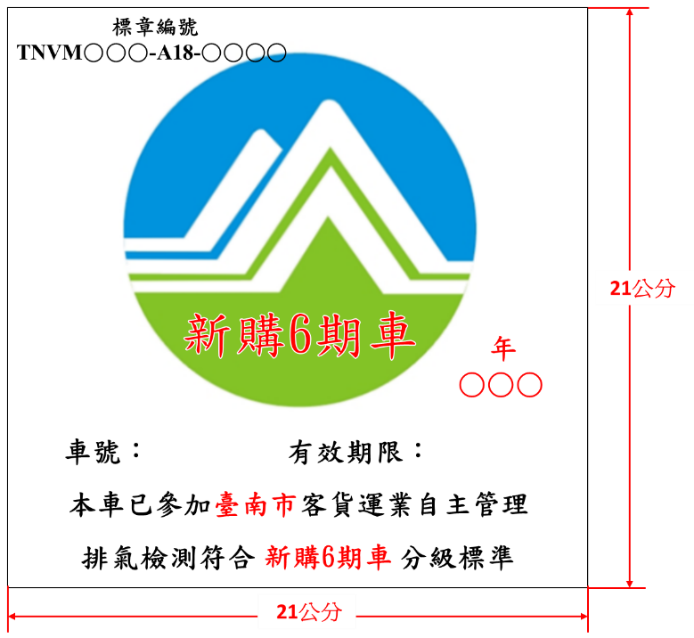 標章編號
TNVM○○○-A18-○○○○
新購6期車
年
○○○
車號： 有效期限：
本車已參加臺南市客貨運業自主管理
排氣檢測符合 新購6期車 分級標準
21公分
21公分